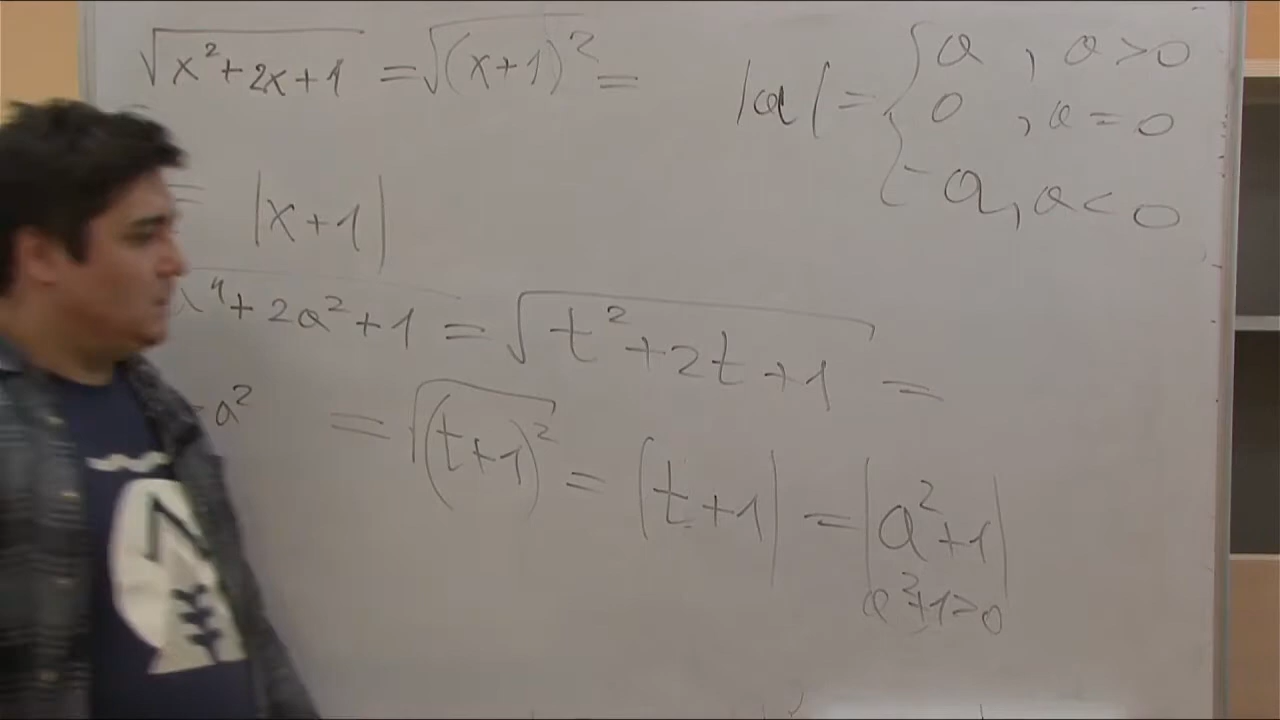 √(x²+2x+1) = √(x+1)² =
= |x+1|
|a| = { a , a>0
0 , a=0
-a, a<0
a⁴+2a²+1 = √(t²+2t+1) =
a² = √(t+1)² = |t+1| = |a²+1|
a²+1>0